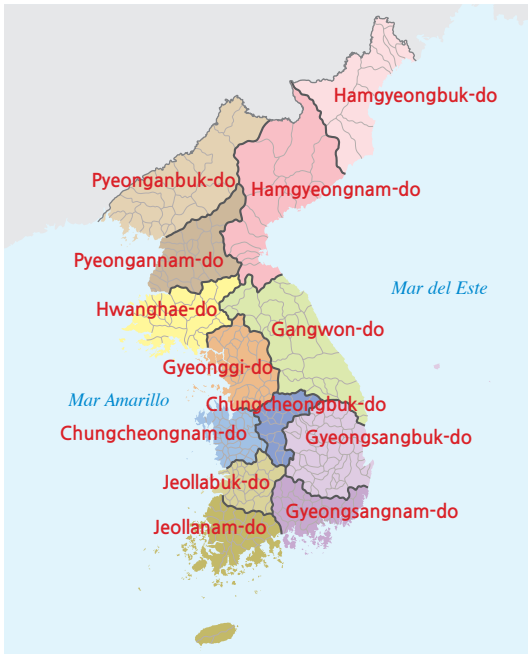 Hamgyeongbuk-do
Pyeonganbuk-do
Hamgyeongnam-do
Pyeongannam-do
Mar del Este
Hwanghae-do
Gangwon-do
Gyeonggi-do
Mar Amarillo
Chungcheongbuk-do
Chungcheongnam-do
Gyeongsangbuk-do
Jeollabuk-do
Gyeongsangnam-do
Jeollanam-do